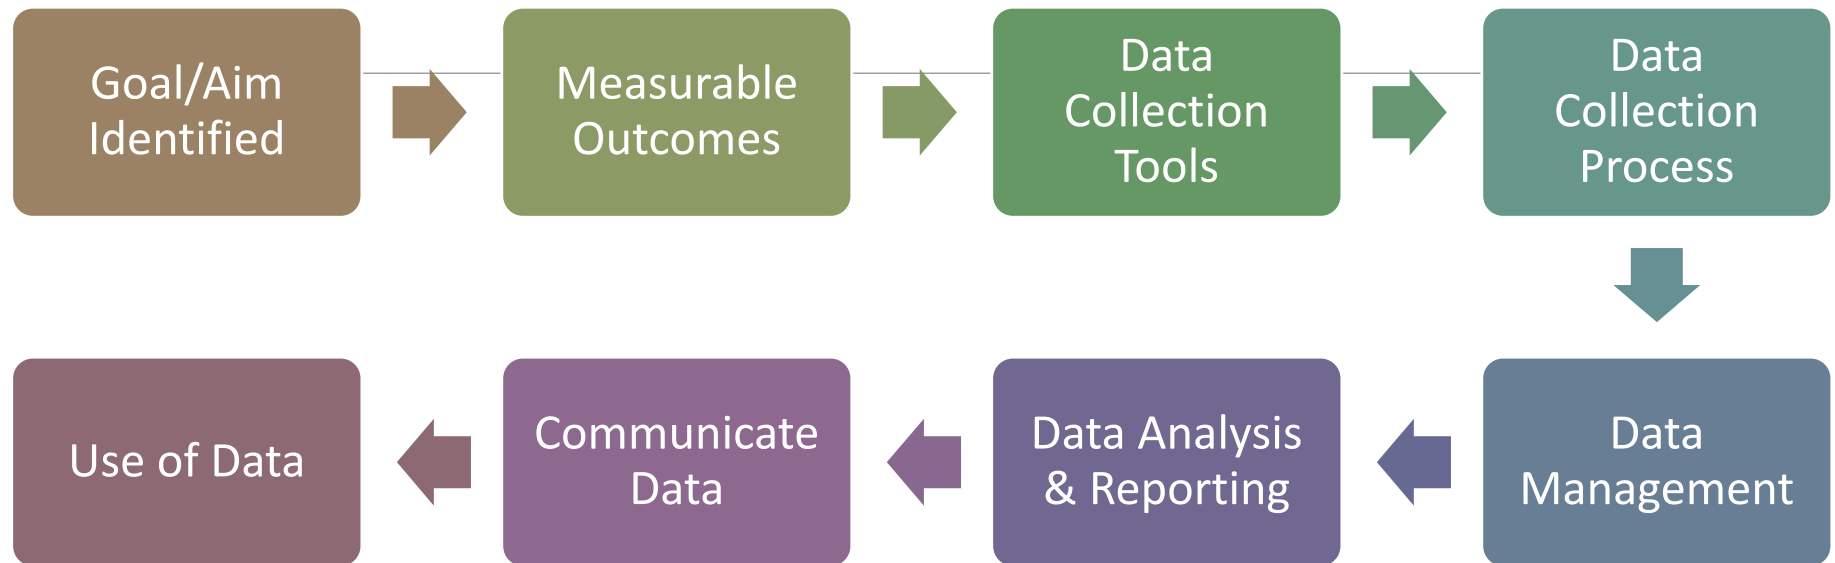 Goal/Aim
Identified
Measurable
Outcomes
Data
Collection
Tools
Data
Collection
Process
Data
Management
Data Analysis
& Reporting
Communicate
Data
Use of Data